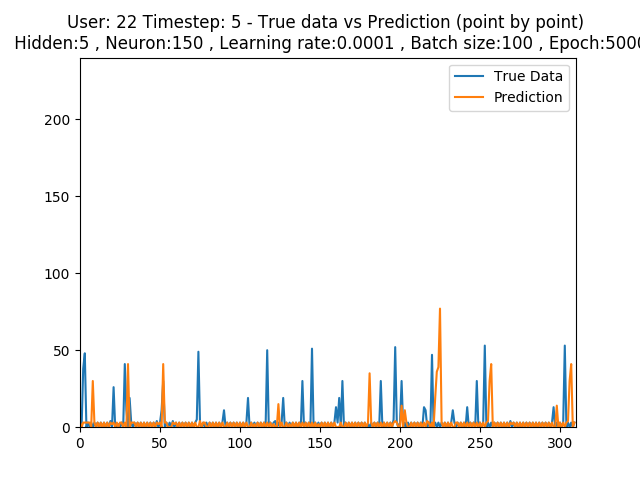 User: 22 Timestep: 5 - True data vs Prediction (point by point)
Hidden:5 , Neuron:150 , Learning rate:0.0001 , Batch size:100 , Epoch:5000
True Data
Prediction
200
150
100
50
0
0 50 100 150 200 250 300